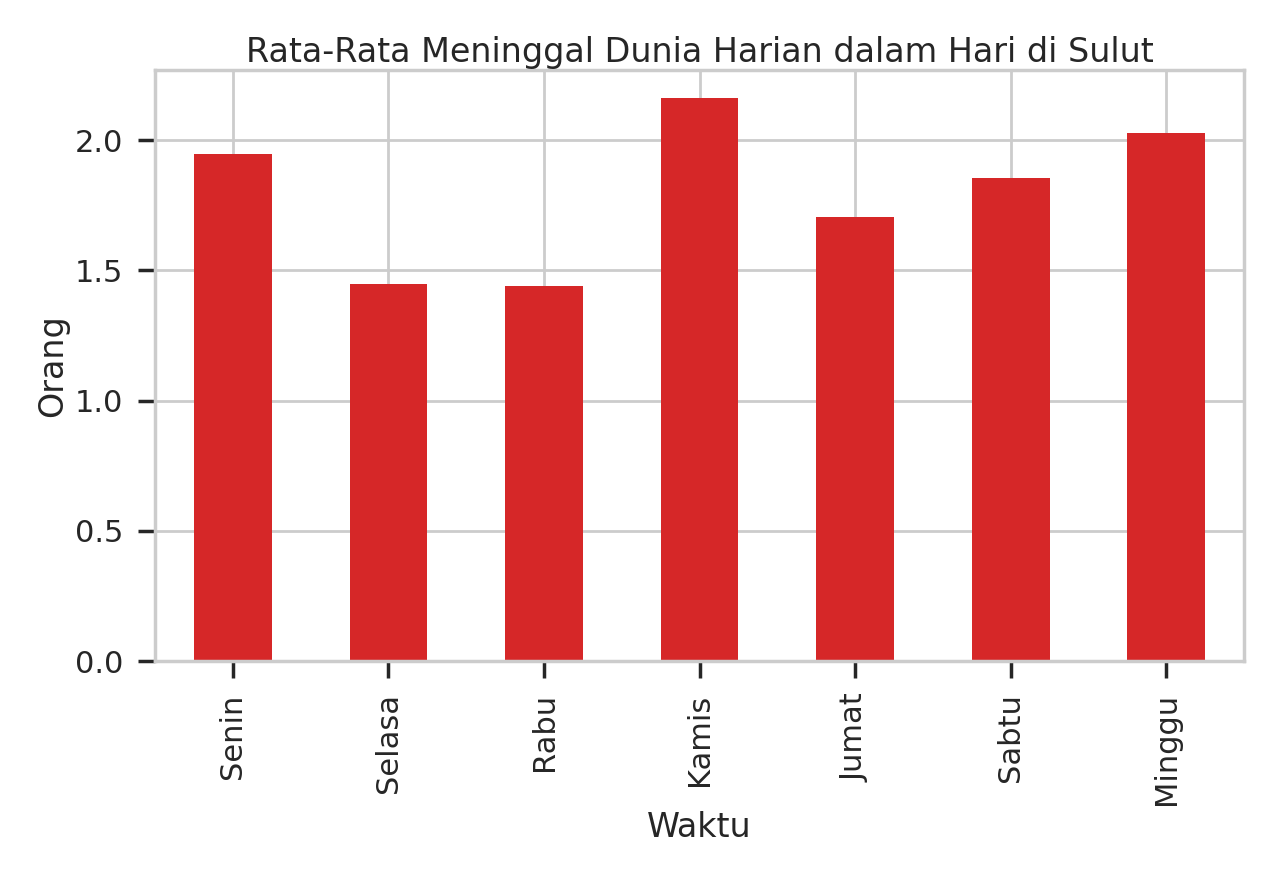 Rata-Rata Meninggal Dunia Harian dalam Hari di Sulut
Orang
2.0
1.5
1.0
0.5
0.0
Senin
Selasa
Rabu
Kamis
Jumat
Sabtu
Minggu
Waktu